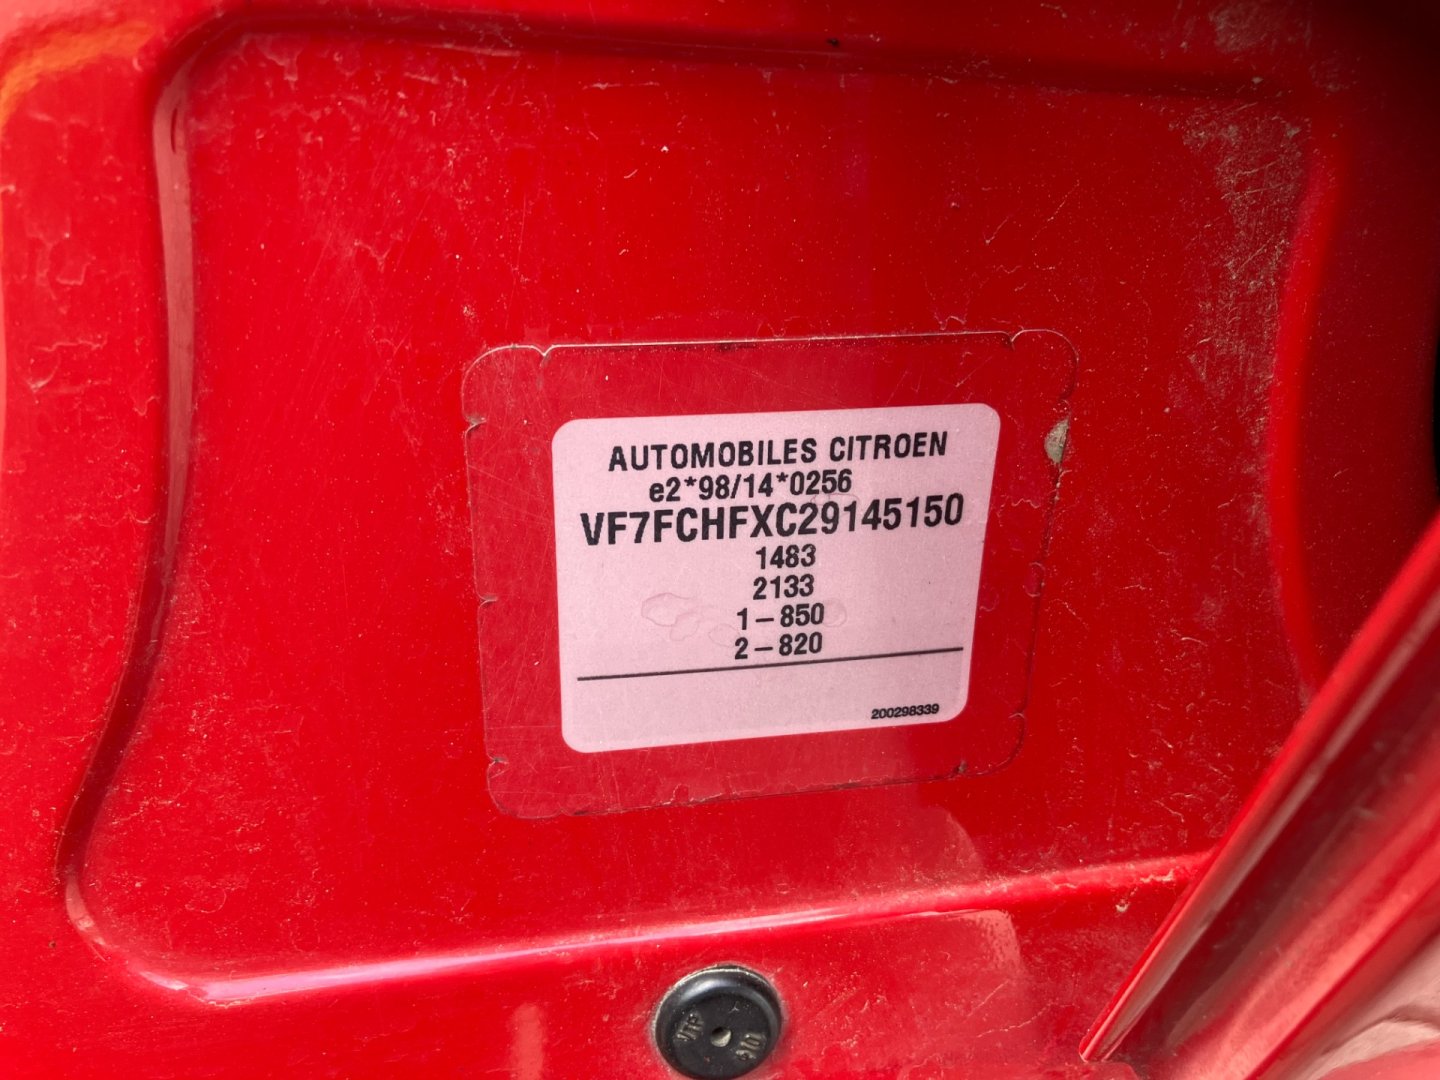 AUTOMOBILES CITROEN
e2*98/14*0256
VF7FCHFXC29145150
1483
2133
1-850
2-820
200298339